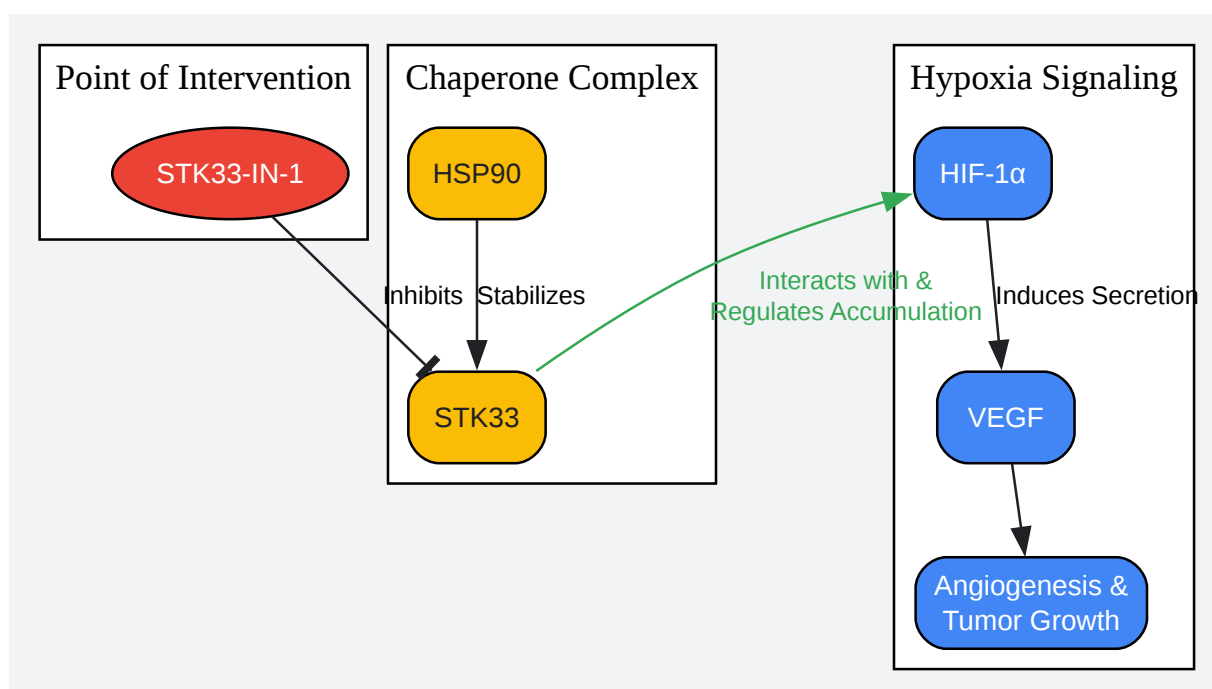 Point of Intervention
Chaperone Complex
Hypoxia Signaling
STK33-IN-1
HSP90
HIF-1α
Inhibits
Stabilizes
Interacts with &
Regulates Accumulation
Induces Secretion
STK33
VEGF
Angiogenesis &
Tumor Growth